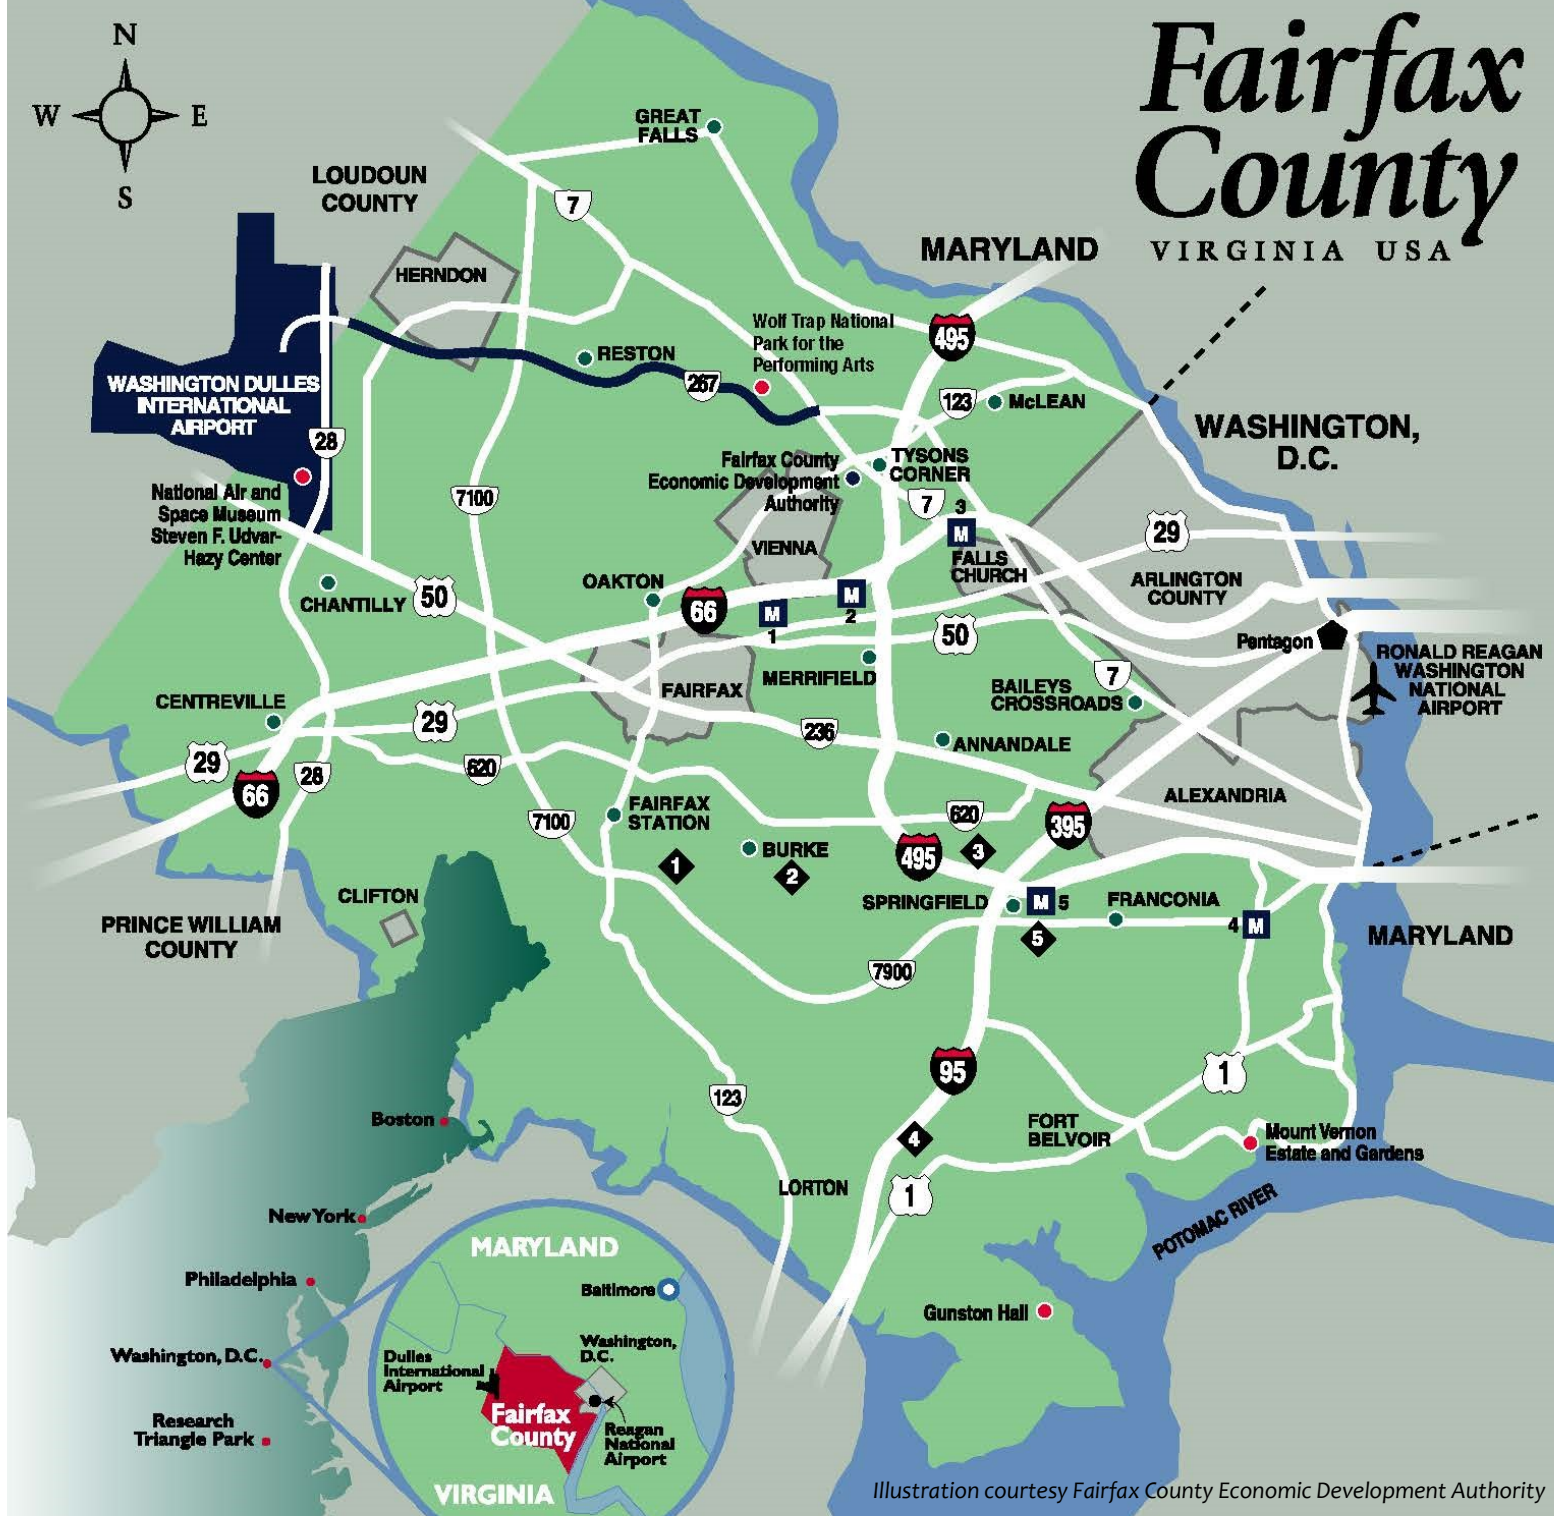 Fairfax
County
VIRGINIA USA
N
W
E
S
GREAT
FALLS
LOUDOUN
COUNTY
7
HERNDON
MARYLAND
495
Wolf Trap National
Park for the
Performing Arts
RESTON
267
123
McLEAN
WASHINGTON DULLES
INTERNATIONAL
AIRPORT
28
WASHINGTON,
D.C.
TYSONS
CORNER
Fairfax County
Economic Development
Authority
National Air and
Space Museum
Steven F. Udvar-
Hazy Center
7100
7
3
M
29
VIENNA
FALLS
CHURCH
OAKTON
ARLINGTON
COUNTY
CHANTILLY
50
66
M
1
M
2
50
Pentagon
RONALD REAGAN
WASHINGTON
NATIONAL
AIRPORT
MERRIFIELD
FAIRFAX
7
BAILEYS
CROSSROADS
CENTREVILLE
29
236
ANNANDALE
29
620
28
66
ALEXANDRIA
FAIRFAX
STATION
7100
620
395
BURKE
1
2
3
495
CLIFTON
SPRINGFIELD
M 5
FRANCONIA
4 M
5
PRINCE WILLIAM
COUNTY
MARYLAND
7900
95
1
123
FORT
BELVOIR
Mount Vernon
Estate and Gardens
4
LORTON
1
POTOMAC RIVER
Gunston Hall
Boston
New York
Philadelphia
Washington, D.C.
Research
Triangle Park
MARYLAND
Baltimore
Washington,
D.C.
Dulles
International
Airport
Fairfax
County
Reagan
National
Airport
VIRGINIA
Illustration courtesy Fairfax County Economic Development Authority